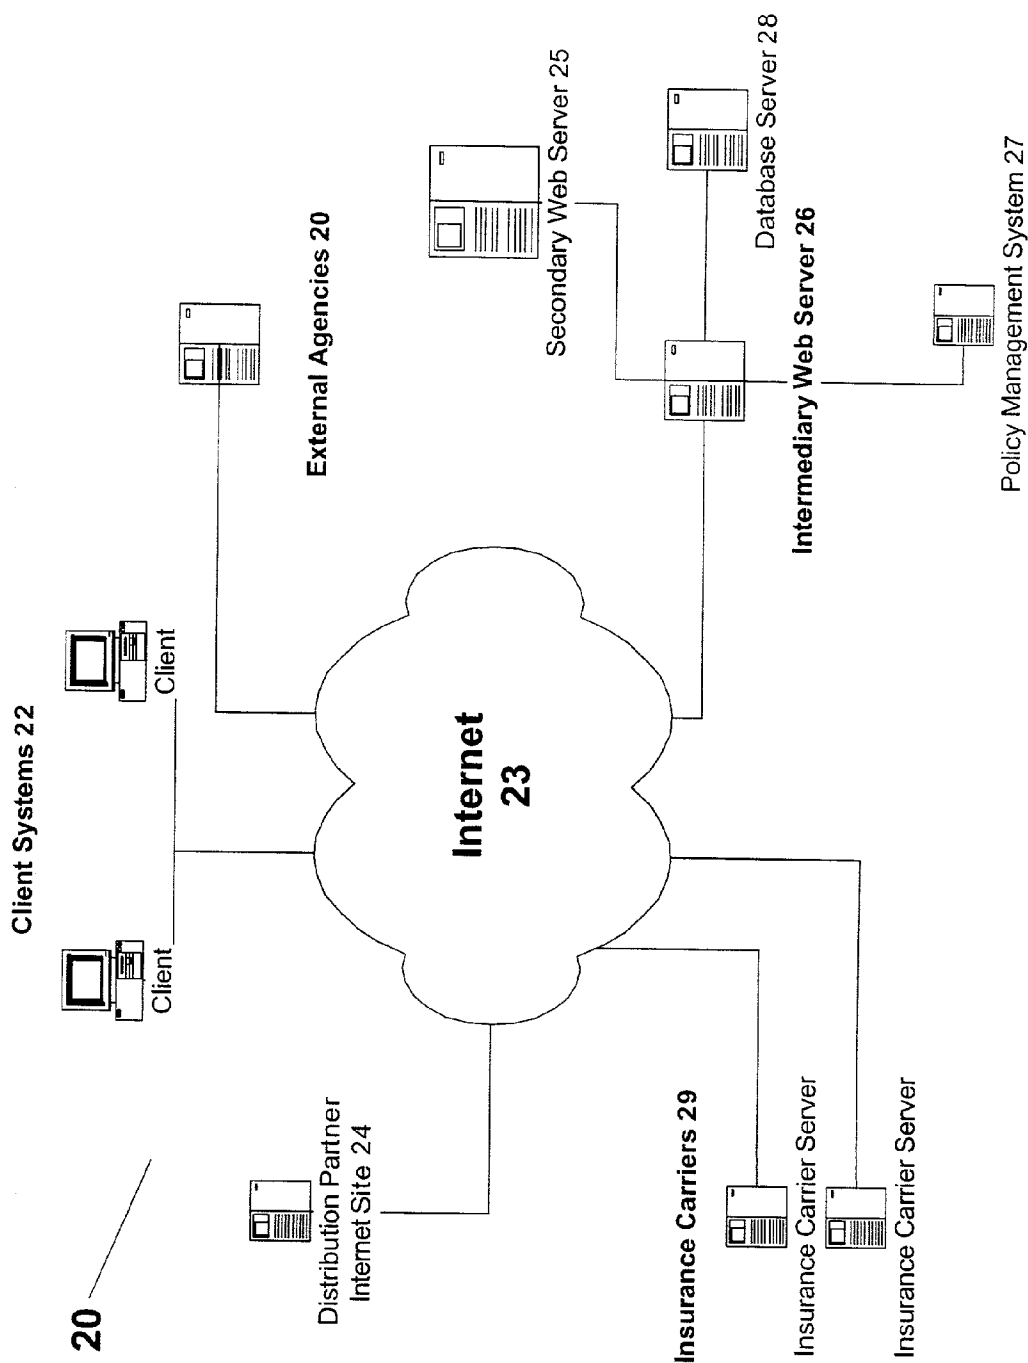 20
Client Systems 22
Client
Client
External Agencies 20
Distribution Partner
Internet Site 24
Internet
23
Secondary Web Server 25
Insurance Carriers 29
Database Server 28
Intermediary Web Server 26
Insurance Carrier Server
Insurance Carrier Server
Policy Management System 27